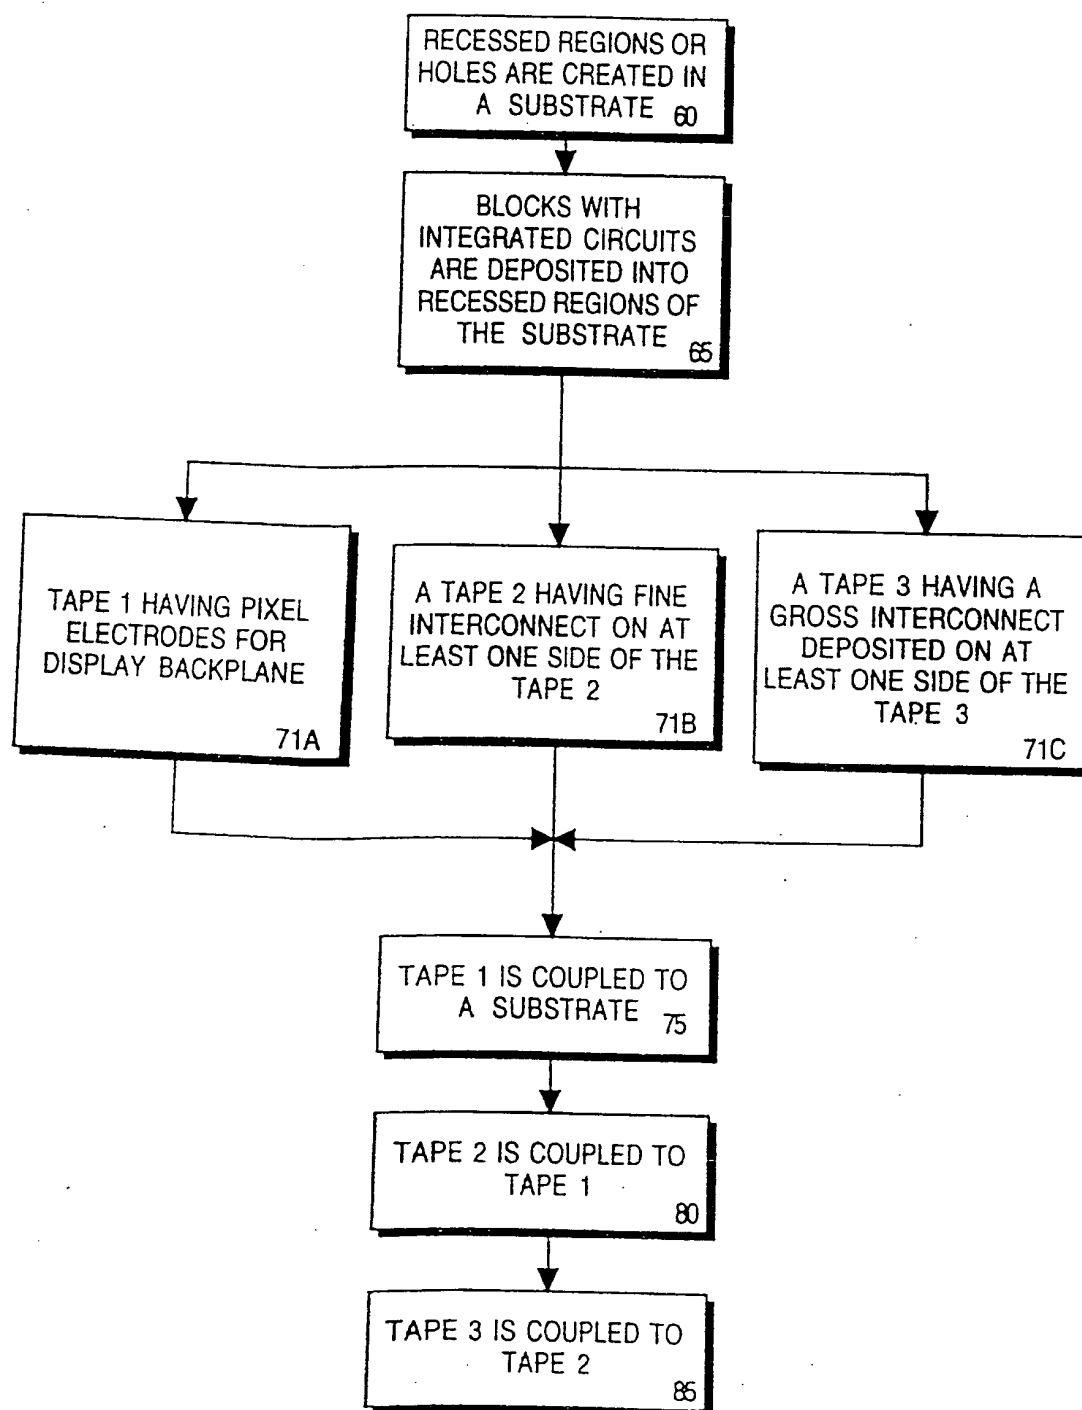 RECESSED REGIONS OR
HOLES ARE CREATED IN
A SUBSTRATE 60
BLOCKS WITH
INTEGRATED CIRCUITS
ARE DEPOSITED INTO
RECESSED REGIONS OF
THE SUBSTRATE
65
TAPE 1 HAVING PIXEL
ELECTRODES FOR
DISPLAY BACKPLANE
71A
A TAPE 2 HAVING FINE
INTERCONNECT ON AT
LEAST ONE SIDE OF THE
TAPE 2
71B
A TAPE 3 HAVING A
GROSS INTERCONNECT
DEPOSITED ON AT
LEAST ONE SIDE OF THE
TAPE 3
71C
TAPE 1 IS COUPLED TO
A SUBSTRATE 75
TAPE 2 IS COUPLED TO
TAPE 1
80
TAPE 3 IS COUPLED TO
TAPE 2
85